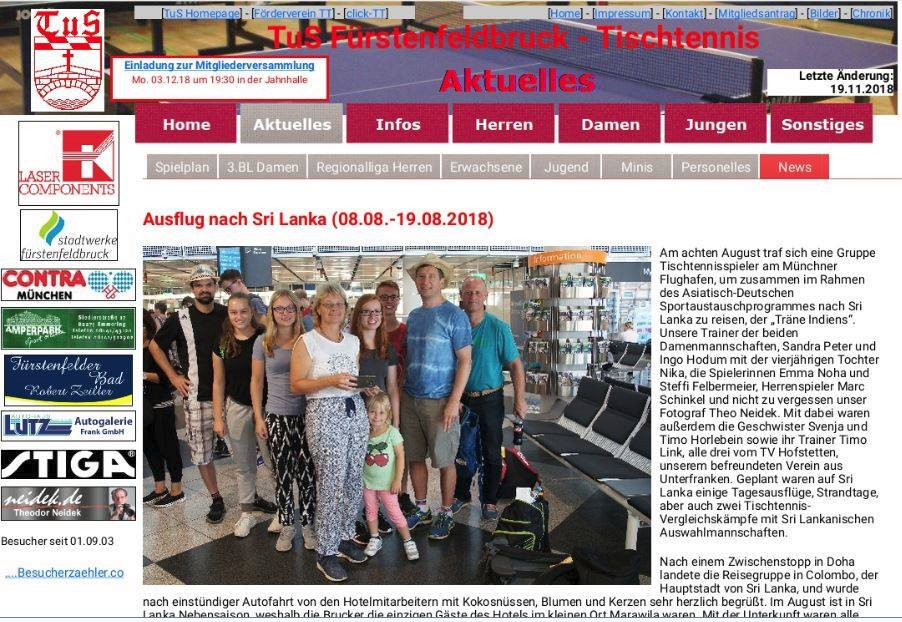 [TuS Homepage] - [Förderverein TT] - [click-TT]
[Home] - [Impressum] - [Kontakt] - [Mitgliedsantrag] - [Bilder] - [Chronik]
TuS
TuS Fürstenfeldbruck - Tischtennis
Einladung zur Mitgliederversammlung
Mo. 03.12.18 um 19:30 in der Jahnhalle
Aktuelles
Letzte Änderung:
19.11.2018
Home Aktuelles Infos Herren Damen Jungen Sonstiges
Spielplan 3.BL Damen Regionalliga Herren Erwachsene Jugend Minis Personelles News
LASER
COMPONENTS
stadtwerke
fürstenfeldbruck
CONTRA
MÜNCHEN
AMPERPARK
Fürstenfelder
Bad
Robert Zeiller
AUTOHAUS
LUTZ
Autogalerie
Frank GmbH
STIGA
neidek.de
Theodor Neidek
Besucher seit 01.09.03
....Besucherzaehler.co
Ausflug nach Sri Lanka (08.08.-19.08.2018)
Information
Am achten August traf sich eine Gruppe
Tischtennisspieler am Münchner
Flughafen, um zusammen im Rahmen
des Asiatisch-Deutschen
Sportaustauschprogrammes nach Sri
Lanka zu reisen, der „Träne Indiens“.
Unsere Trainer der beiden
Damenmannschaften, Sandra Peter und
Ingo Hodum mit der vierjährigen Tochter
Nika, die Spielerinnen Emma Noha und
Steffi Felbermeier, Herrenspieler Marc
Schinkel und nicht zu vergessen unser
Fotograf Theo Neidek. Mit dabei waren
außerdem die Geschwister Svenja und
Timo Horlebein sowie ihr Trainer Timo
Link, alle drei vom TV Hofstetten,
unserem befreundeten Verein aus
Unterfranken. Geplant waren auf Sri
Lanka einige Tagesausflüge, Strandtage,
aber auch zwei Tischtennis-
Vergleichskämpfe mit Sri Lankanischen
Auswahlmannschaften.
Nach einem Zwischenstopp in Doha
landete die Reisegruppe in Colombo, der
Hauptstadt von Sri Lanka, und wurde
nach einstündiger Autofahrt von den Hotelmitarbeitern mit Kokosnüssen, Blumen und Kerzen sehr herzlich begrüßt. Im August ist in Sri
Lanka Nebensaison, weshalb die Brucker die einzigen Gäste des Hotels im kleinen Ort Marawila waren. Mit der Unterkunft waren alle